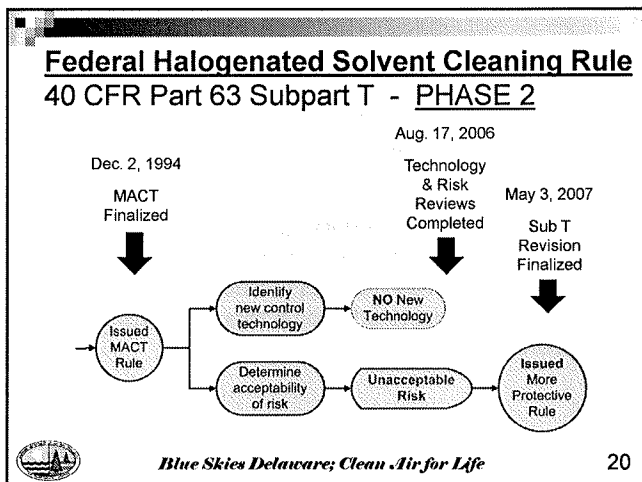 Federal Halogenated Solvent Cleaning Rule
40 CFR Part 63 Subpart T - PHASE 2
Dec. 2, 1994
MACT
Finalized
Aug. 17, 2006
Technology
& Risk
Reviews
Completed
May 3, 2007
Sub T
Revision
Finalized
Issued
MACT
Rule
Identify
new control
technology
NO New
Technology
Determine
acceptability
of risk
Unacceptable
Risk
Issued
More
Protective
Rule
Blue Skies Delaware; Clean Air for Life
20